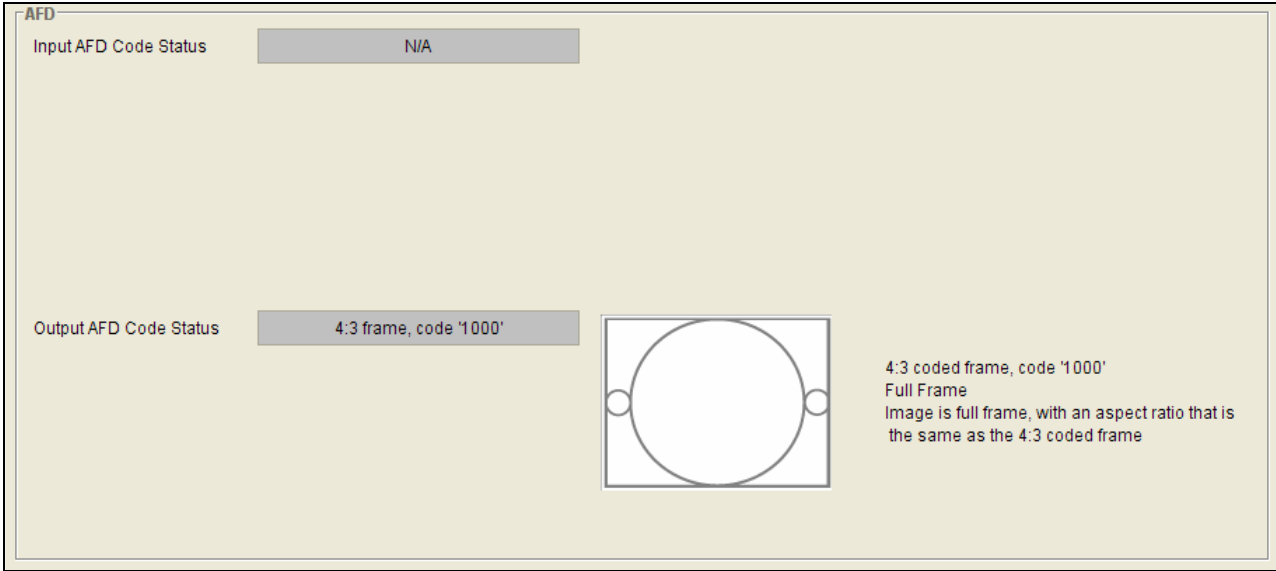 AFD
Input AFD Code Status N/A
Output AFD Code Status 4:3 frame, code '1000'
4:3 coded frame, code '1000'
Full Frame
Image is full frame, with an aspect ratio that is
the same as the 4:3 coded frame